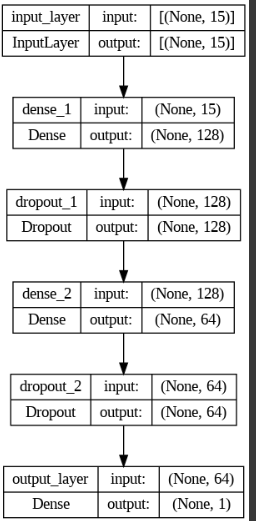 input_layer input: [(None, 15)]
InputLayer output: [(None, 15)]
dense_1 input: (None, 15)
Dense output: (None, 128)
dropout_1 input: (None, 128)
Dropout output: (None, 128)
dense_2 input: (None, 128)
Dense output: (None, 64)
dropout_2 input: (None, 64)
Dropout output: (None, 64)
output_layer input: (None, 64)
Dense output: (None, 1)